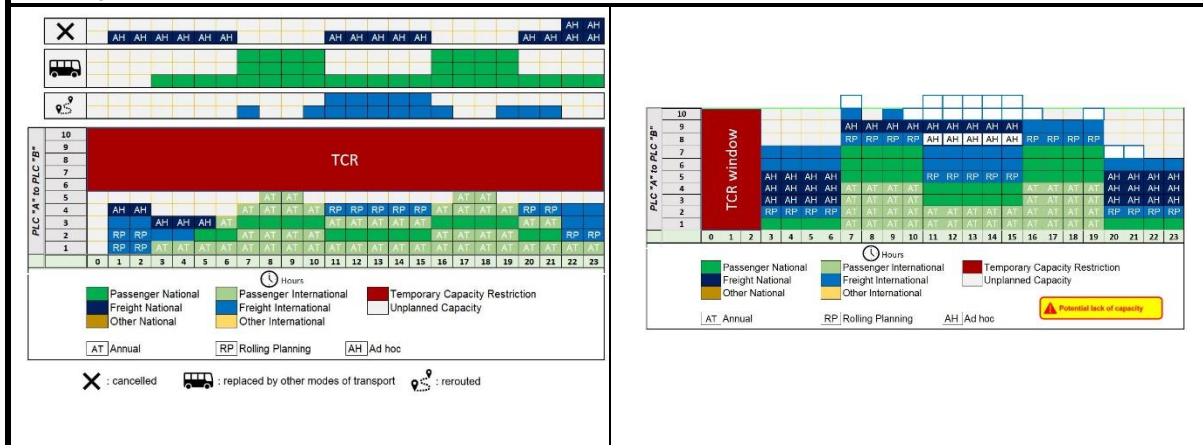 AH AH
AH AH AH AH AH AH AH AH AH AH AH AH AH AH AH
PLC "A" to PLC "B"
10
9
8
7
6
TCR
5 AT AT AT AT
4 AH AH AT AT AT AT RP RP RP RP RP AT AT AT AT RP RP
3 AH AH AH AT AT AT AT AT AT AT AT AT AT AT
2 RP RP AT AT AT AT AT AT AT AT RP RP
1 RP RP AT AT AT AT AT AT AT AT AT AT AT AT AT AT AT AT AT AT AT AT AT
0 1 2 3 4 5 6 7 8 9 10 11 12 13 14 15 16 17 18 19 20 21 22 23
Hours
Passenger National Passenger International Temporary Capacity Restriction
Freight National Freight International Unplanned Capacity
Other National Other International
AT Annual RP Rolling Planning AH Ad hoc
: cancelled : replaced by other modes of transport : rerouted
PLC "A" to PLC "B"
TCR window
10
9 AH AH AH AH AH AH AH AH AH
8 RP RP RP RP AH AH AH AH AH RP RP RP RP
7
6
5 AH AH AH AH RP RP RP RP RP AH AH AH AH
4 AH AH AH AH AT AT AT AT AT AT AT AT AH AH AH AH
3 AH AH AH AH AT AT AT AT AT AT AT AT AH AH AH AH
2 RP RP RP RP AT AT AT AT AT AT AT AT AT AT AT AT AT RP RP RP RP
1 AT AT AT AT AT AT AT AT AT AT AT AT AT
0 1 2 3 4 5 6 7 8 9 10 11 12 13 14 15 16 17 18 19 20 21 22 23
Hours
Passenger National Passenger International Temporary Capacity Restriction
Freight National Freight International Unplanned Capacity
Other National Other International
Potential lack of capacity
AT Annual RP Rolling Planning AH Ad hoc